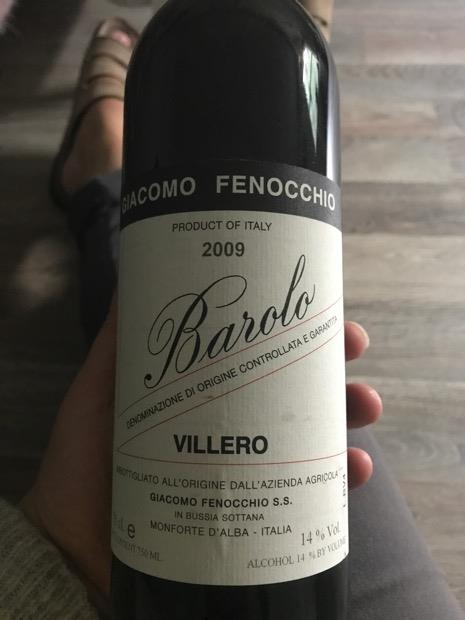 GIACOMO FENOCCHIO
PRODUCT OF ITALY
2009
Barolo
DENOMINAZIONE DI ORIGINE CONTROLLATA E GARANTITA
VILLERO
IMBOTTIGLIATO ALL'ORIGINE DALL'AZIENDA AGRICOLA
GIACOMO FENOCCHIO S.S.
IN BUSSIA SOTTANA
MONFORTE D'ALBA - ITALIA
e
14 % Vol.
750 ML.
ALCOHOL 14 % BY VOLUME